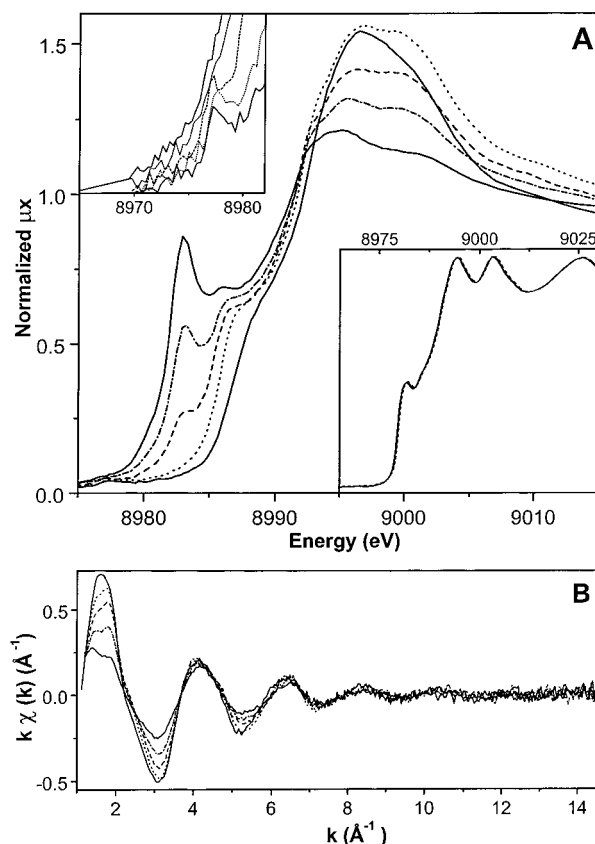 A
1.5
1.0
0.5
0.0
Normalized μx
8970 8980
8975 9000 9025
8980 8990 9000 9010
Energy (eV)
B
0.5
0.0
-0.5
k χ (k) (Å⁻¹)
2 4 6 8 10 12 14
k (Å⁻¹)